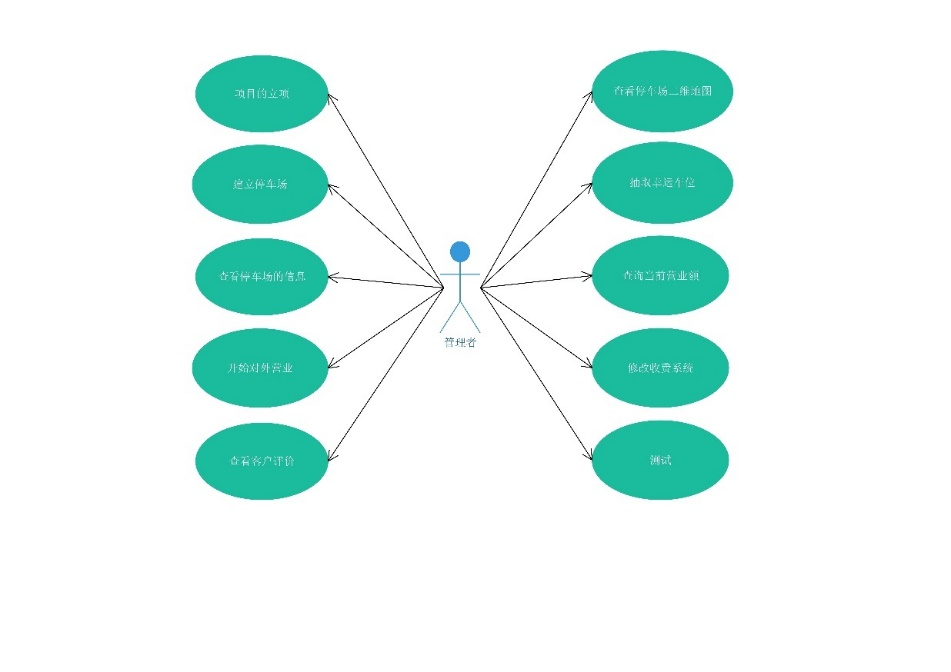 项目的立项
查看停车场二维地图
建立停车场
抽取幸运车位
查看停车场的信息
查询当前营业额
管理者
开始对外营业
修改收费系统
查看客户评价
测试